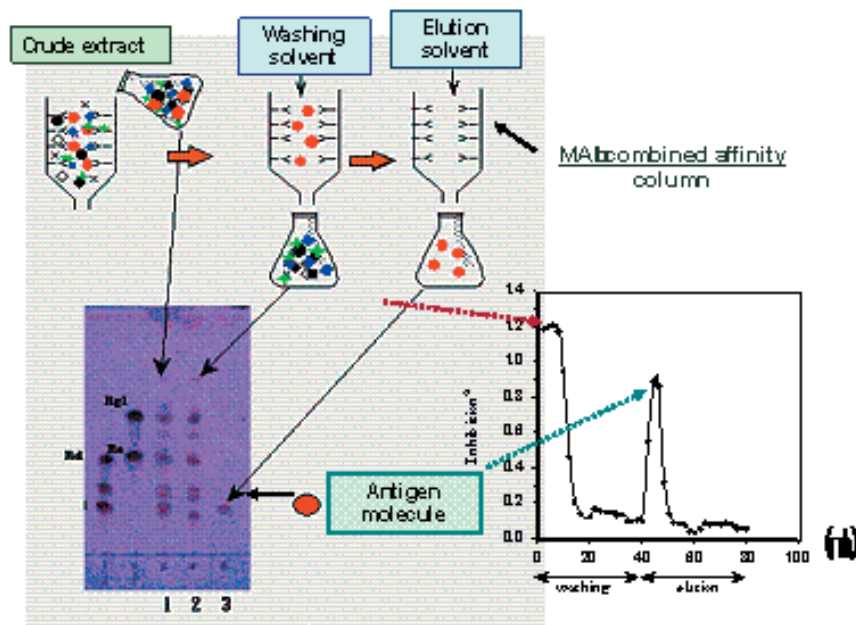 Crude extract
Washing
solvent
Elution
solvent
MAb combined affinity
column
Rg1
Rd
Re
Antigen
molecule
1 2 3
Inhibition
1.4
1.2
1.0
0.8
0.6
0.4
0.2
0.0
0 20 40 60 80 100
washing elution